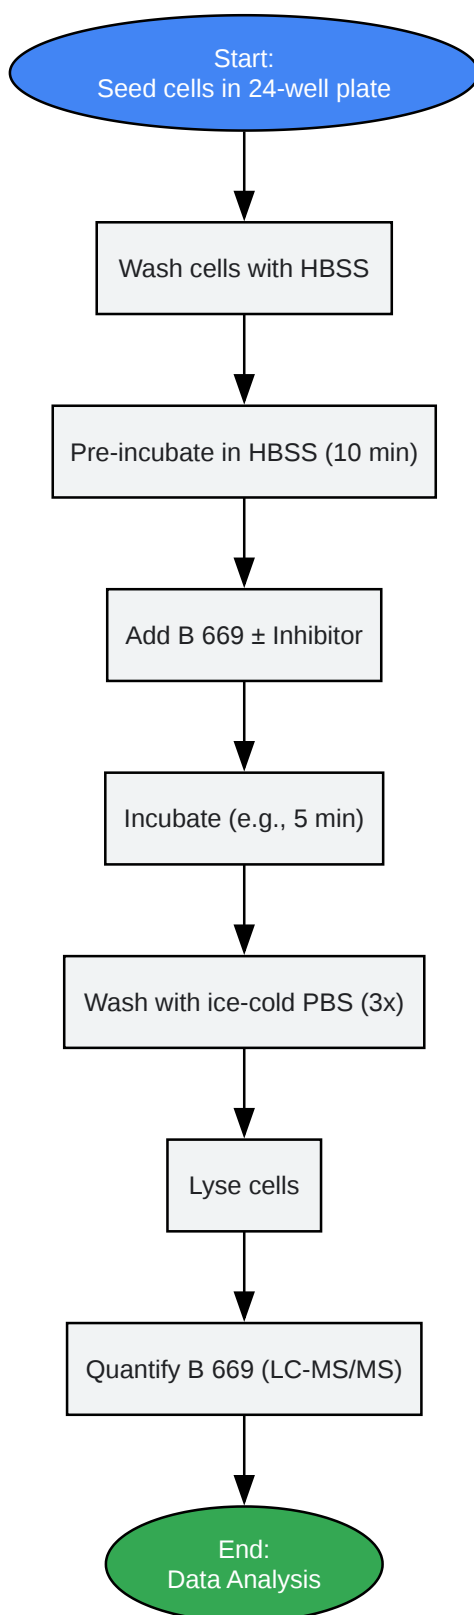 Start:
Seed cells in 24-well plate
Wash cells with HBSS
Pre-incubate in HBSS (10 min)
Add B 669 ± Inhibitor
Incubate (e.g., 5 min)
Wash with ice-cold PBS (3x)
Lyse cells
Quantify B 669 (LC-MS/MS)
End:
Data Analysis